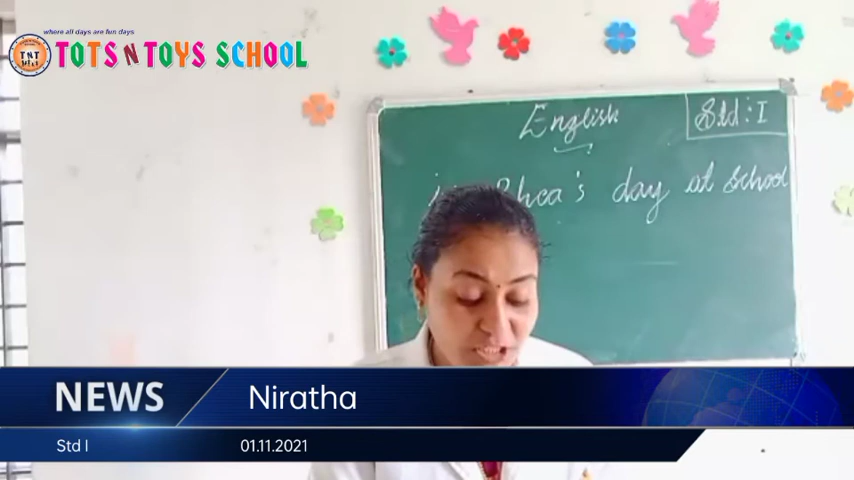 where all days are fun days
TNT
TOTS N TOYS SCHOOL
English
Std : I
day at school
NEWS
Niratha
Std I
01.11.2021